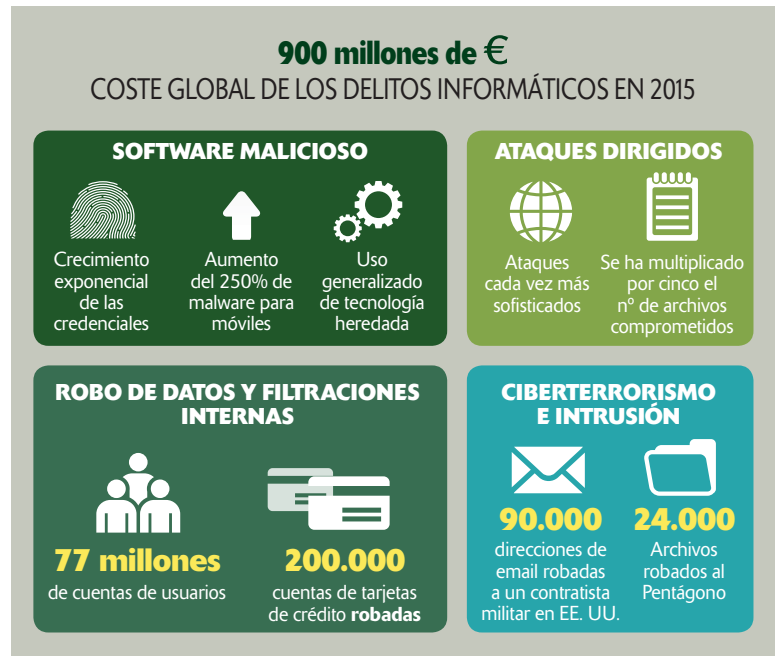 900 millones de €
COSTE GLOBAL DE LOS DELITOS INFORMÁTICOS EN 2015
SOFTWARE MALICIOSO
Crecimiento
exponencial
de las
credenciales
Aumento
del 250% de
malware para
móviles
Uso
generalizado
de tecnología
heredada
ATAQUES DIRIGIDOS
Ataques
cada vez más
sofisticados
Se ha multiplicado
por cinco el
nº de archivos
comprometidos
ROBO DE DATOS Y FILTRACIONES
INTERNAS
77 millones
de cuentas de usuarios
200.000
cuentas de tarjetas
de crédito robadas
CIBERTERRORISMO
E INTRUSIÓN
90.000
direcciones de
email robadas
a un contratista
militar en EE. UU.
24.000
Archivos
robados al
Pentágono